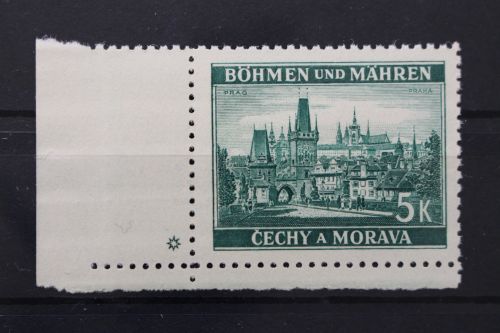 BÖHMEN UND MÄHREN
PRAG PRAHA
5K
ČECHY A MORAVA